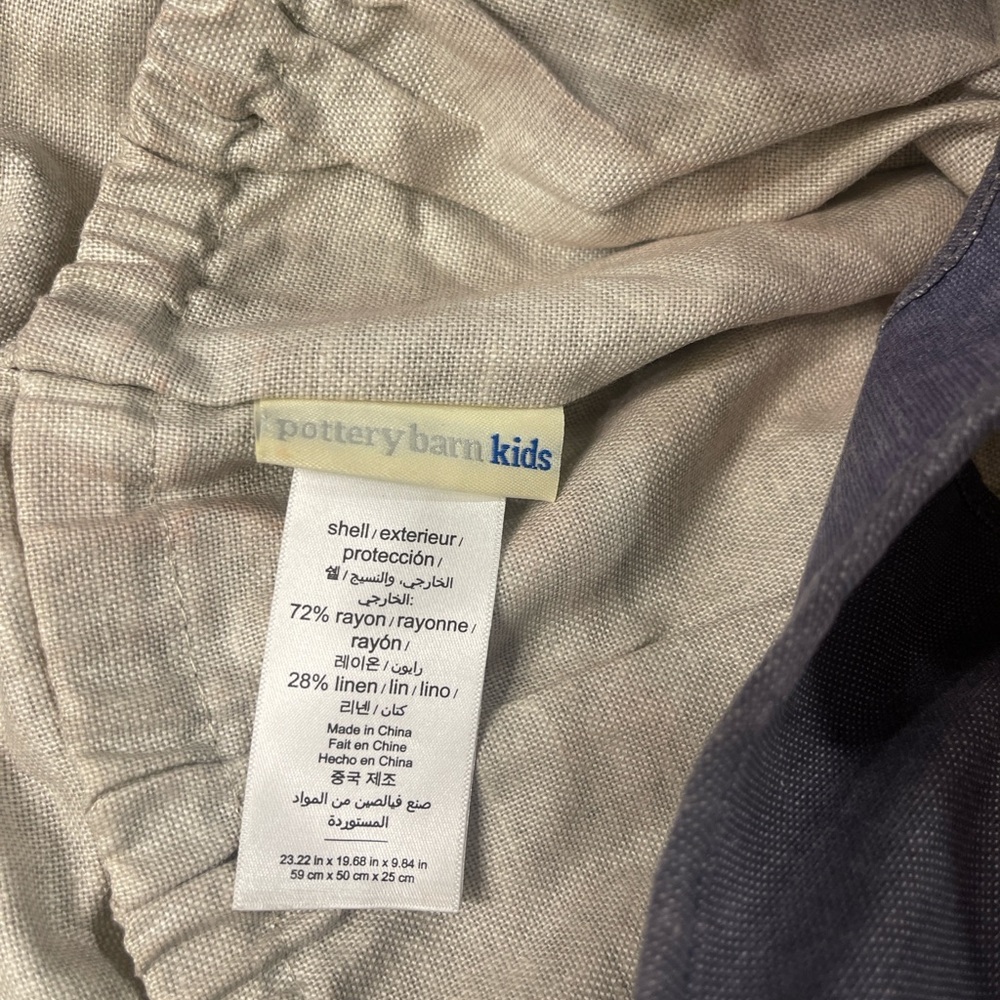 pottery barn kids
shell / exterieur /
protección /
쉘 / الخارجي، والنسيج
الخارجي:
72% rayon / rayonne /
rayón /
레이온 / رايون
28% linen / lin / lino /
리넨 / كتان
Made in China
Fait en Chine
Hecho en China
중국 제조
صنع فيالصين من المواد
المستوردة
23.22 in x 19.68 in x 9.84 in
59 cm x 50 cm x 25 cm